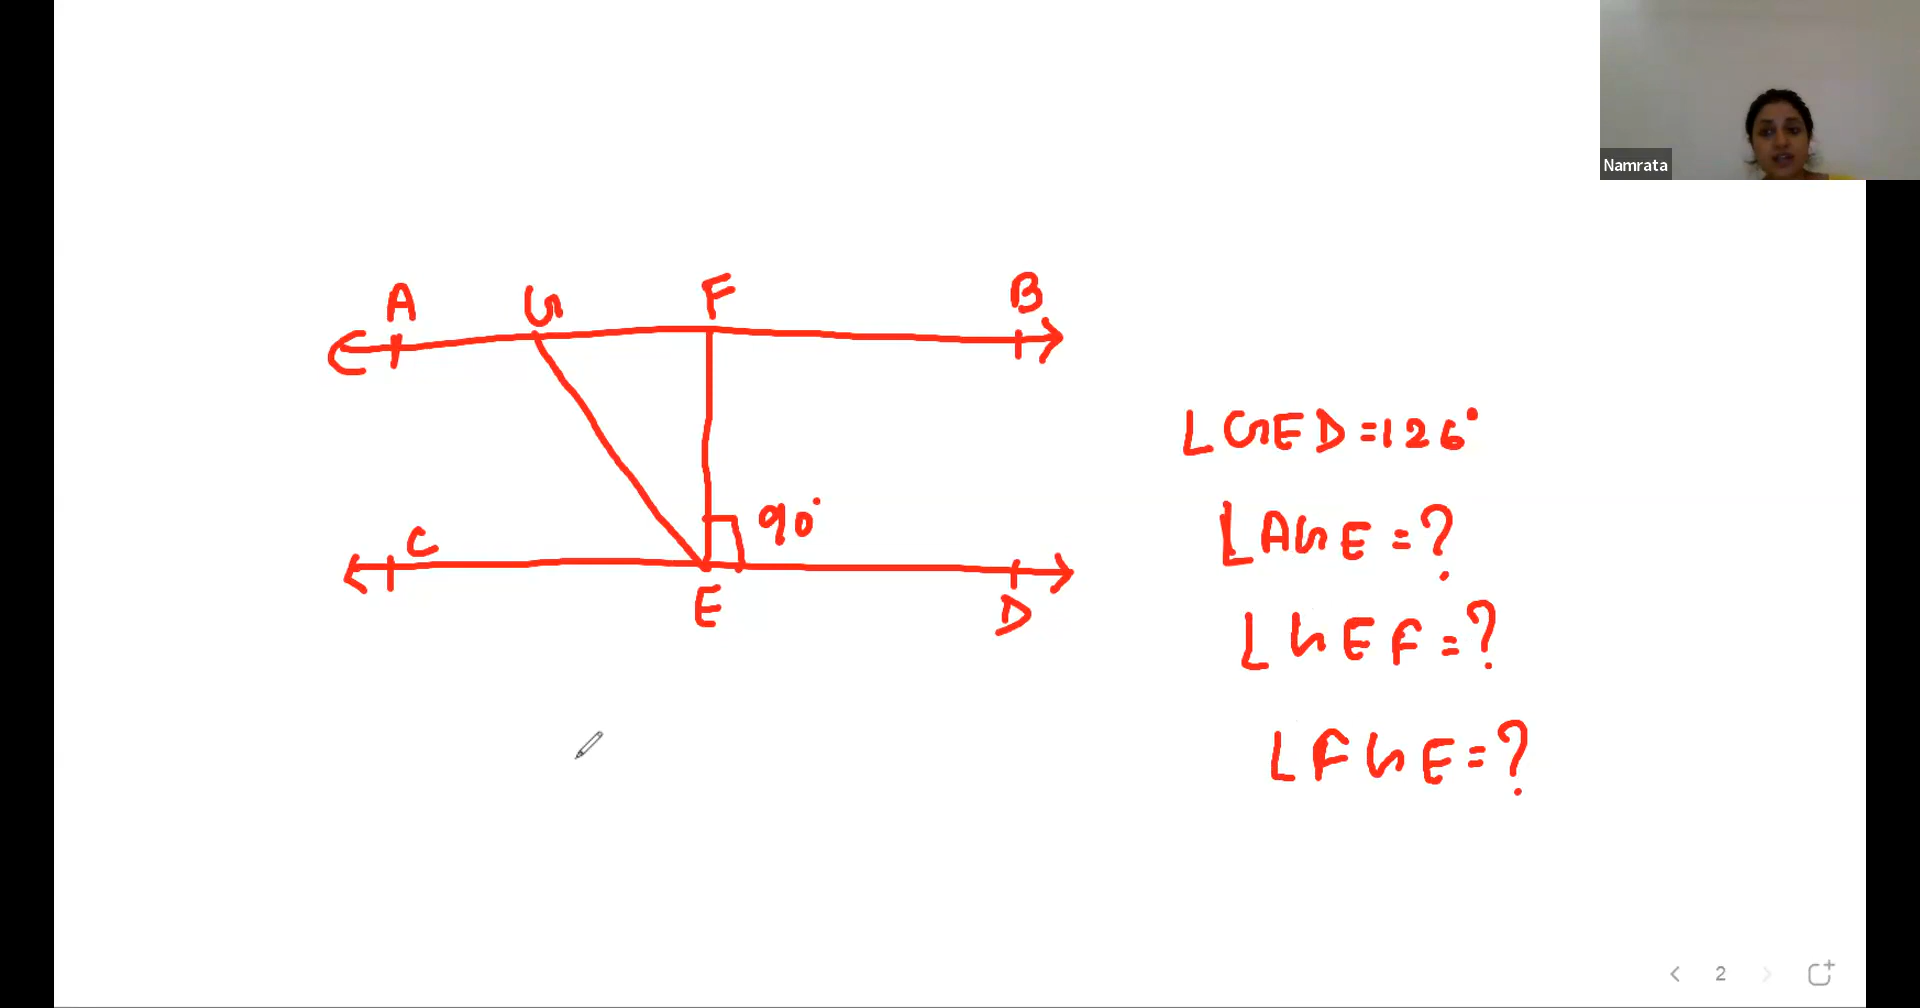 Namrata
A G F B
90°
C
E D
∠GED=126°
∠AGE=?
∠GEF=?
∠FGE=?
2